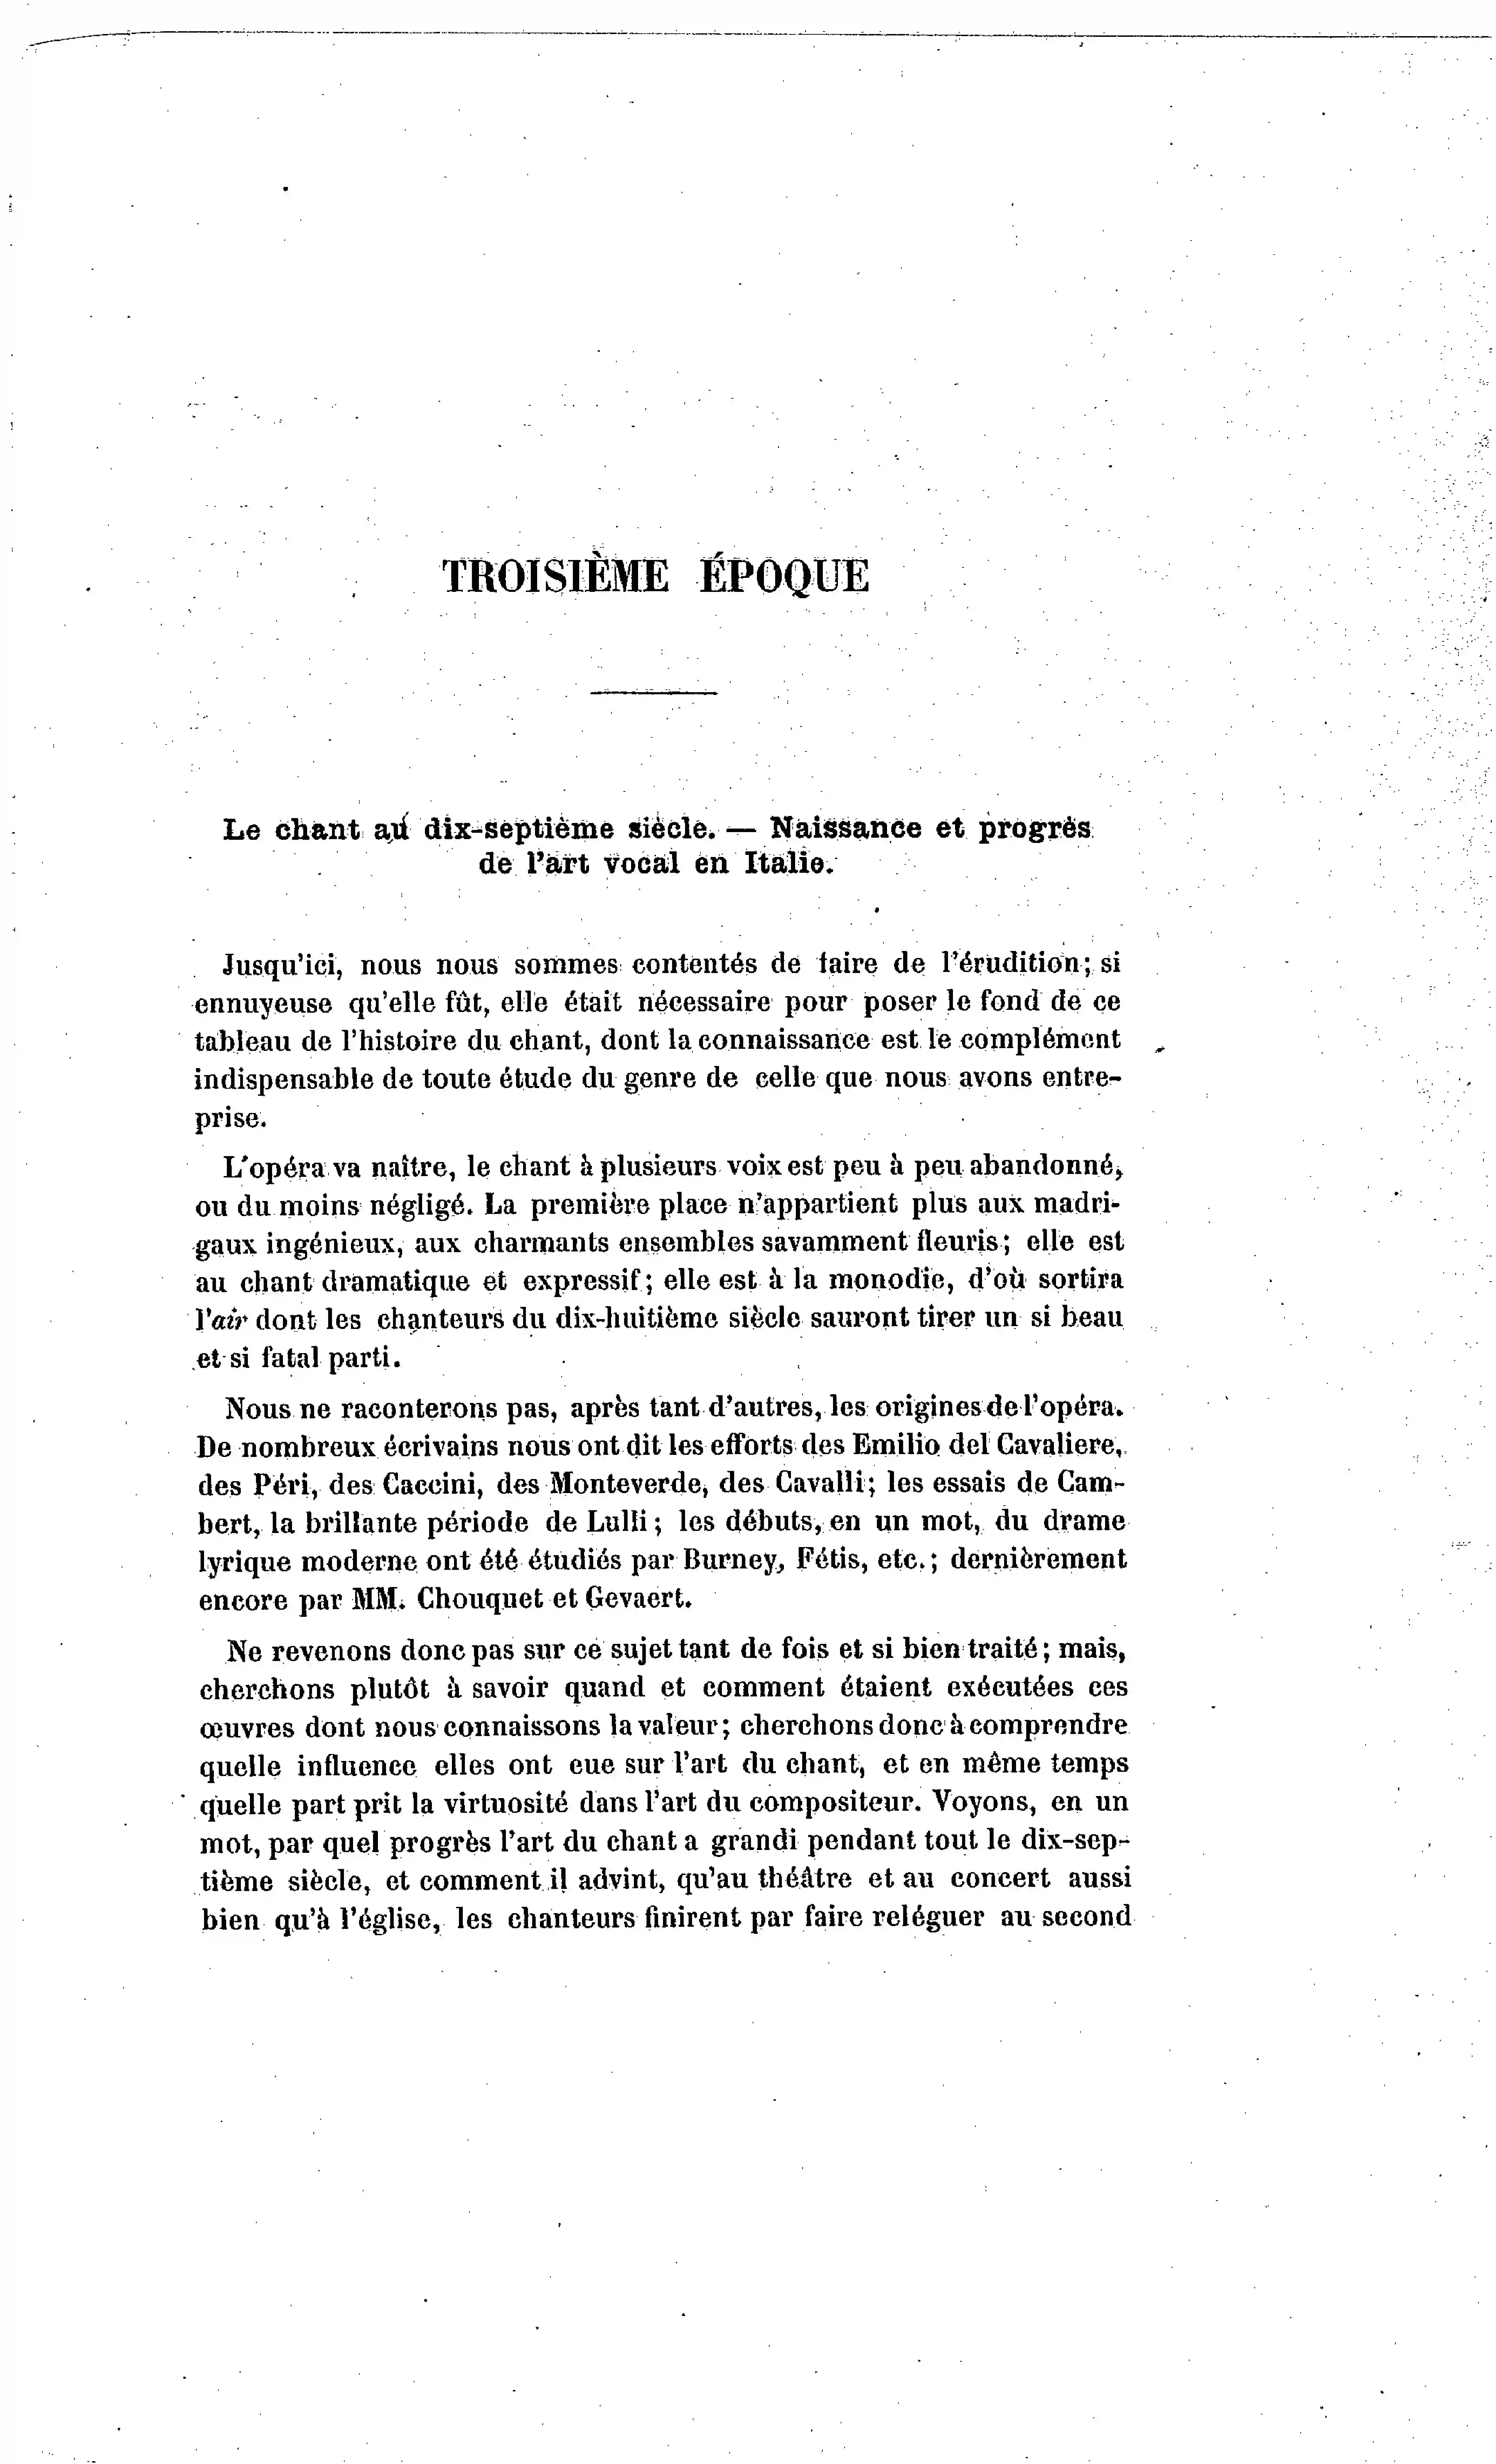 TROISIÈME ÉPOQUE
Le chant au dix-septième siècle. — Naissance et progrès
de l'art vocal en Italie.
Jusqu'ici, nous nous sommes contentés de faire de l'érudition; si
ennuyeuse qu'elle fût, elle était nécessaire pour poser le fond de ce
tableau de l'histoire du chant, dont la connaissance est le complément
indispensable de toute étude du genre de celle que nous avons entre-
prise.
L'opéra va naître, le chant à plusieurs voix est peu à peu abandonné,
ou du moins négligé. La première place n'appartient plus aux madri-
gaux ingénieux, aux charmants ensembles savamment fleuris; elle est
au chant dramatique et expressif; elle est à la monodie, d'où sortira
l'air dont les chanteurs du dix-huitième siècle sauront tirer un si beau
et si fatal parti.
Nous ne raconterons pas, après tant d'autres, les origines de l'opéra.
De nombreux écrivains nous ont dit les efforts des Emilio del Cavaliere,
des Péri, des Caccini, des Monteverde, des Cavalli; les essais de Cam-
bert, la brillante période de Lulli; les débuts, en un mot, du drame
lyrique moderne ont été étudiés par Burney, Fétis, etc.; dernièrement
encore par MM. Chouquet et Gevaert.
Ne revenons donc pas sur ce sujet tant de fois et si bien traité; mais,
cherchons plutôt à savoir quand et comment étaient exécutées ces
œuvres dont nous connaissons la valeur; cherchons donc à comprendre
quelle influence elles ont eue sur l'art du chant, et en même temps
quelle part prit la virtuosité dans l'art du compositeur. Voyons, en un
mot, par quel progrès l'art du chant a grandi pendant tout le dix-sep-
tième siècle, et comment il advint, qu'au théâtre et au concert aussi
bien qu'à l'église, les chanteurs finirent par faire reléguer au second